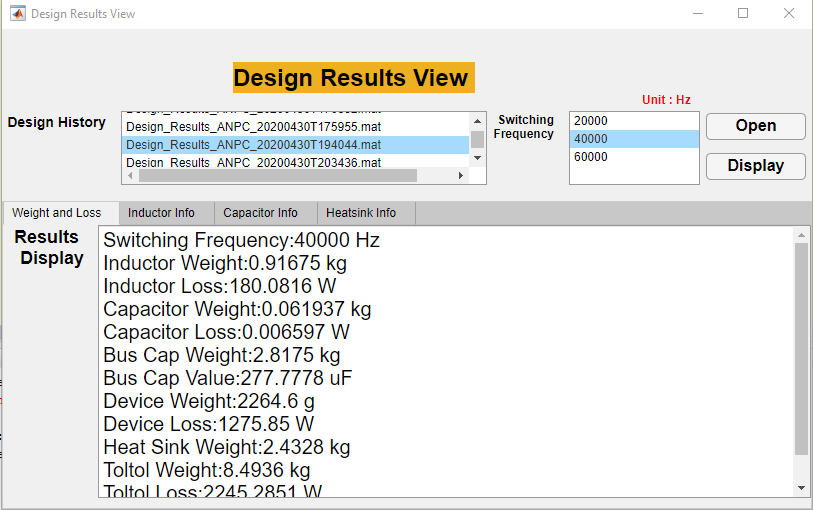 Design Results View
Design Results View
Unit : Hz
Design History
Design_Results_ANPC_20200430T175955.mat
Design_Results_ANPC_20200430T194044.mat
Design_Results_ANPC_20200430T203436.mat
Switching
Frequency
20000
40000
60000
Open
Display
Weight and Loss
Inductor Info
Capacitor Info
Heatsink Info
Results
Display
Switching Frequency:40000 Hz
Inductor Weight:0.91675 kg
Inductor Loss:180.0816 W
Capacitor Weight:0.061937 kg
Capacitor Loss:0.006597 W
Bus Cap Weight:2.8175 kg
Bus Cap Value:277.7778 uF
Device Weight:2264.6 g
Device Loss:1275.85 W
Heat Sink Weight:2.4328 kg
Toltol Weight:8.4936 kg
Toltol Loss:2245.2851 W